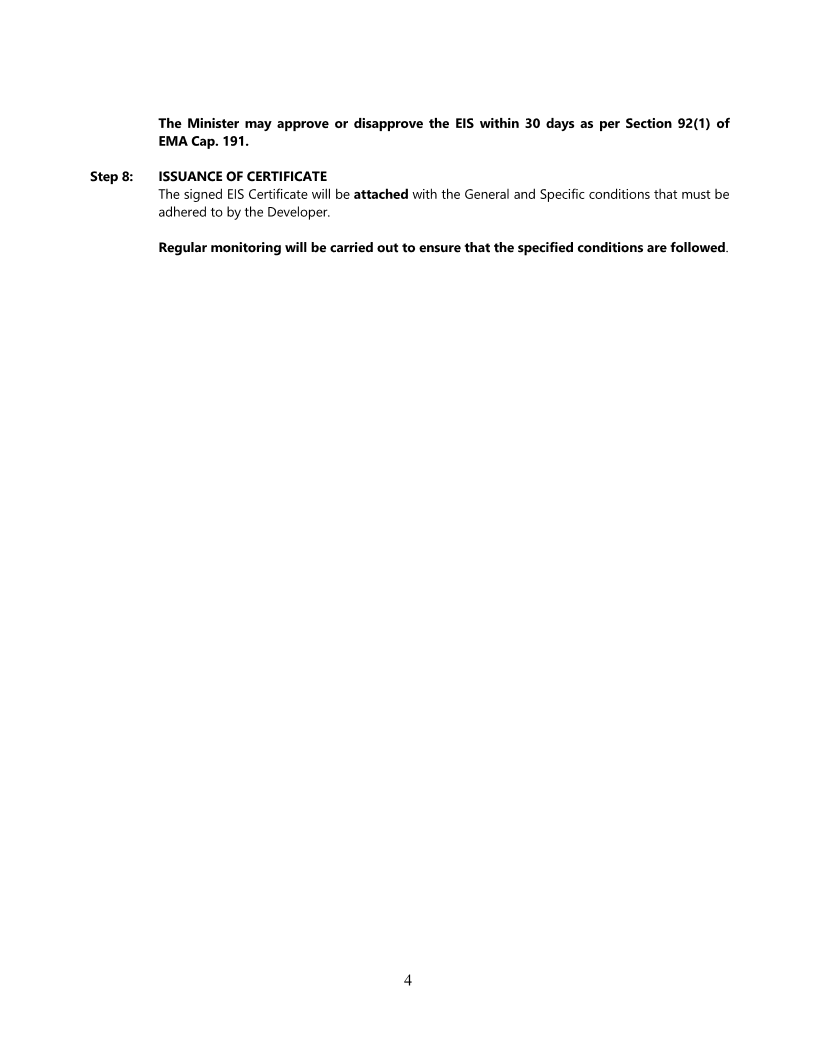 The Minister may approve or disapprove the EIS within 30 days as per Section 92(1) of
EMA Cap. 191.
Step 8: ISSUANCE OF CERTIFICATE
The signed EIS Certificate will be attached with the General and Specific conditions that must be
adhered to by the Developer.
Regular monitoring will be carried out to ensure that the specified conditions are followed.
4